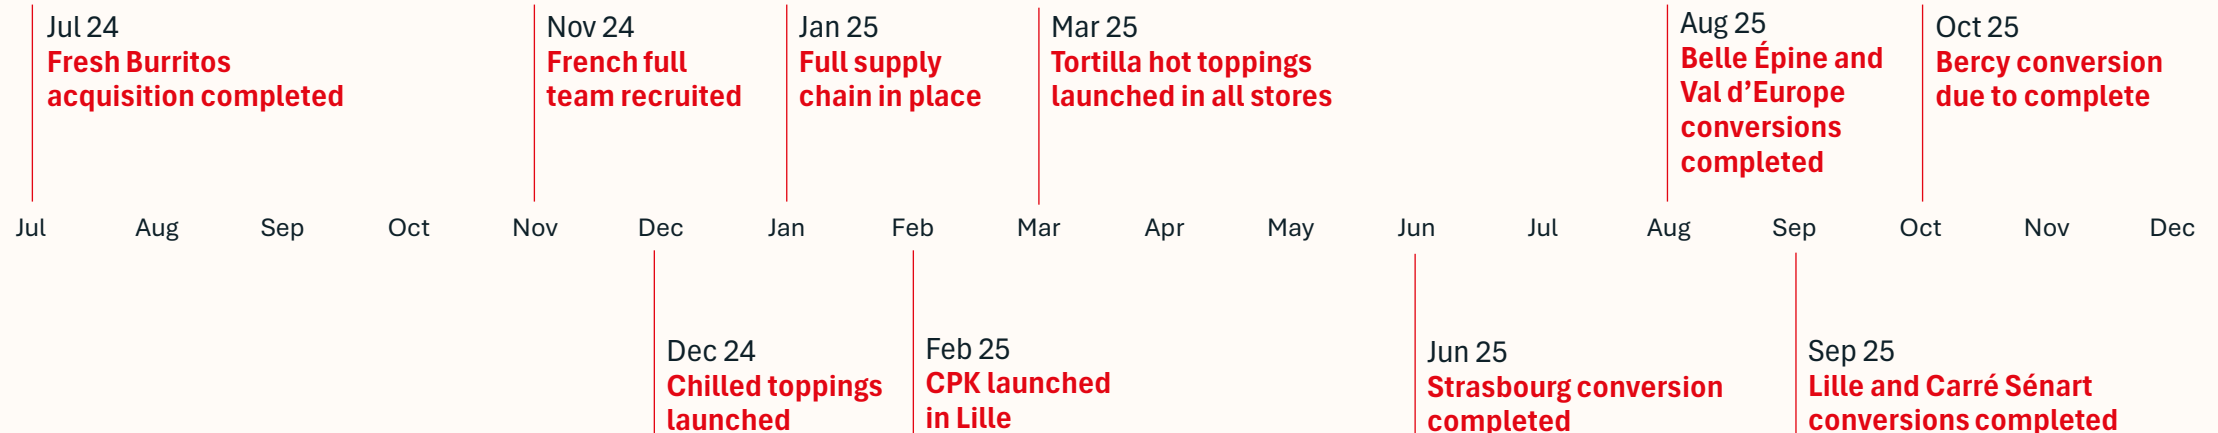 Jul 24
Fresh Burritos
acquisition completed
Nov 24
French full
team recruited
Jan 25
Full supply
chain in place
Mar 25
Tortilla hot toppings
launched in all stores
Aug 25
Belle Épine and
Val d’Europe
conversions
completed
Oct 25
Bercy conversion
due to complete
Jul Aug Sep Oct Nov Dec Jan Feb Mar Apr May Jun Jul Aug Sep Oct Nov Dec
Dec 24
Chilled toppings
launched
Feb 25
CPK launched
in Lille
Jun 25
Strasbourg conversion
completed
Sep 25
Lille and Carré Sénart
conversions completed